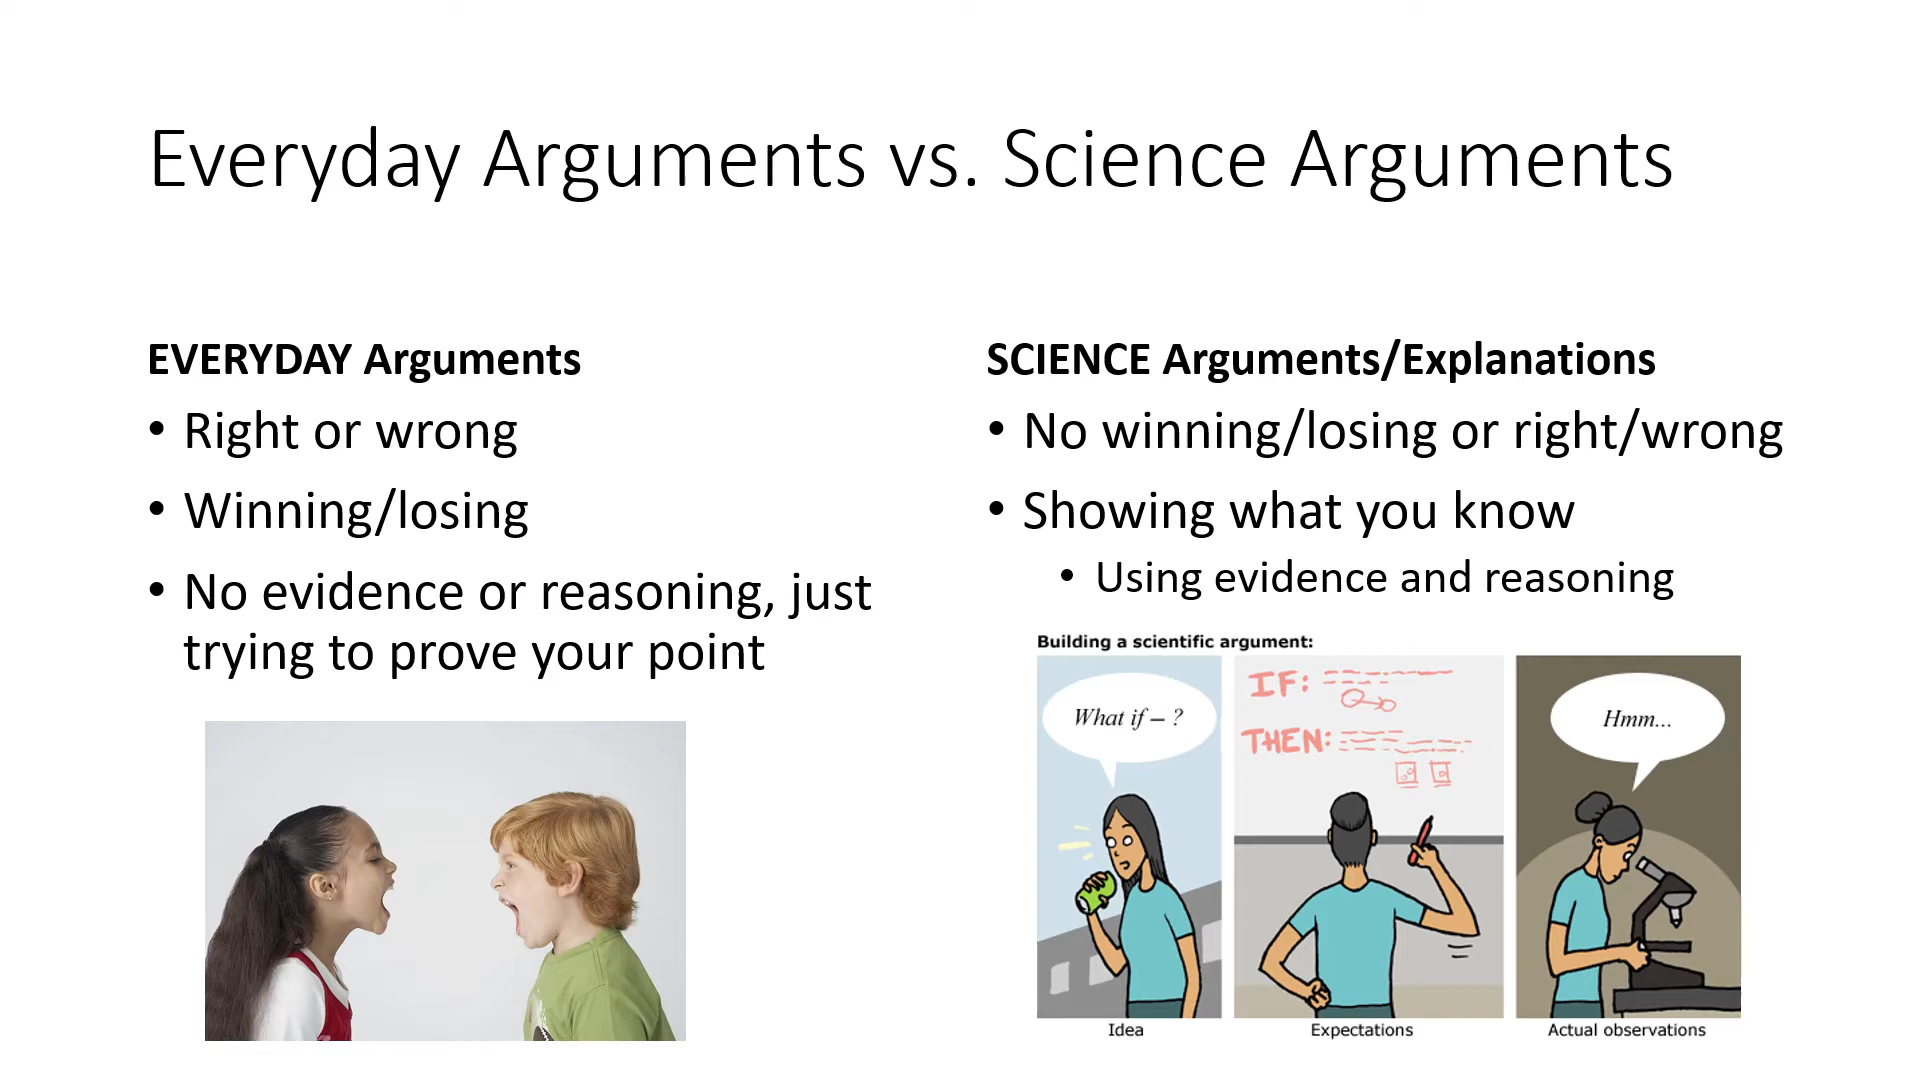 Everyday Arguments vs. Science Arguments
EVERYDAY Arguments
• Right or wrong
• Winning/losing
• No evidence or reasoning, just
trying to prove your point
SCIENCE Arguments/Explanations
• No winning/losing or right/wrong
• Showing what you know
• Using evidence and reasoning
Building a scientific argument:
What if – ?
IF:
THEN:
Hmm...
Idea
Expectations
Actual observations